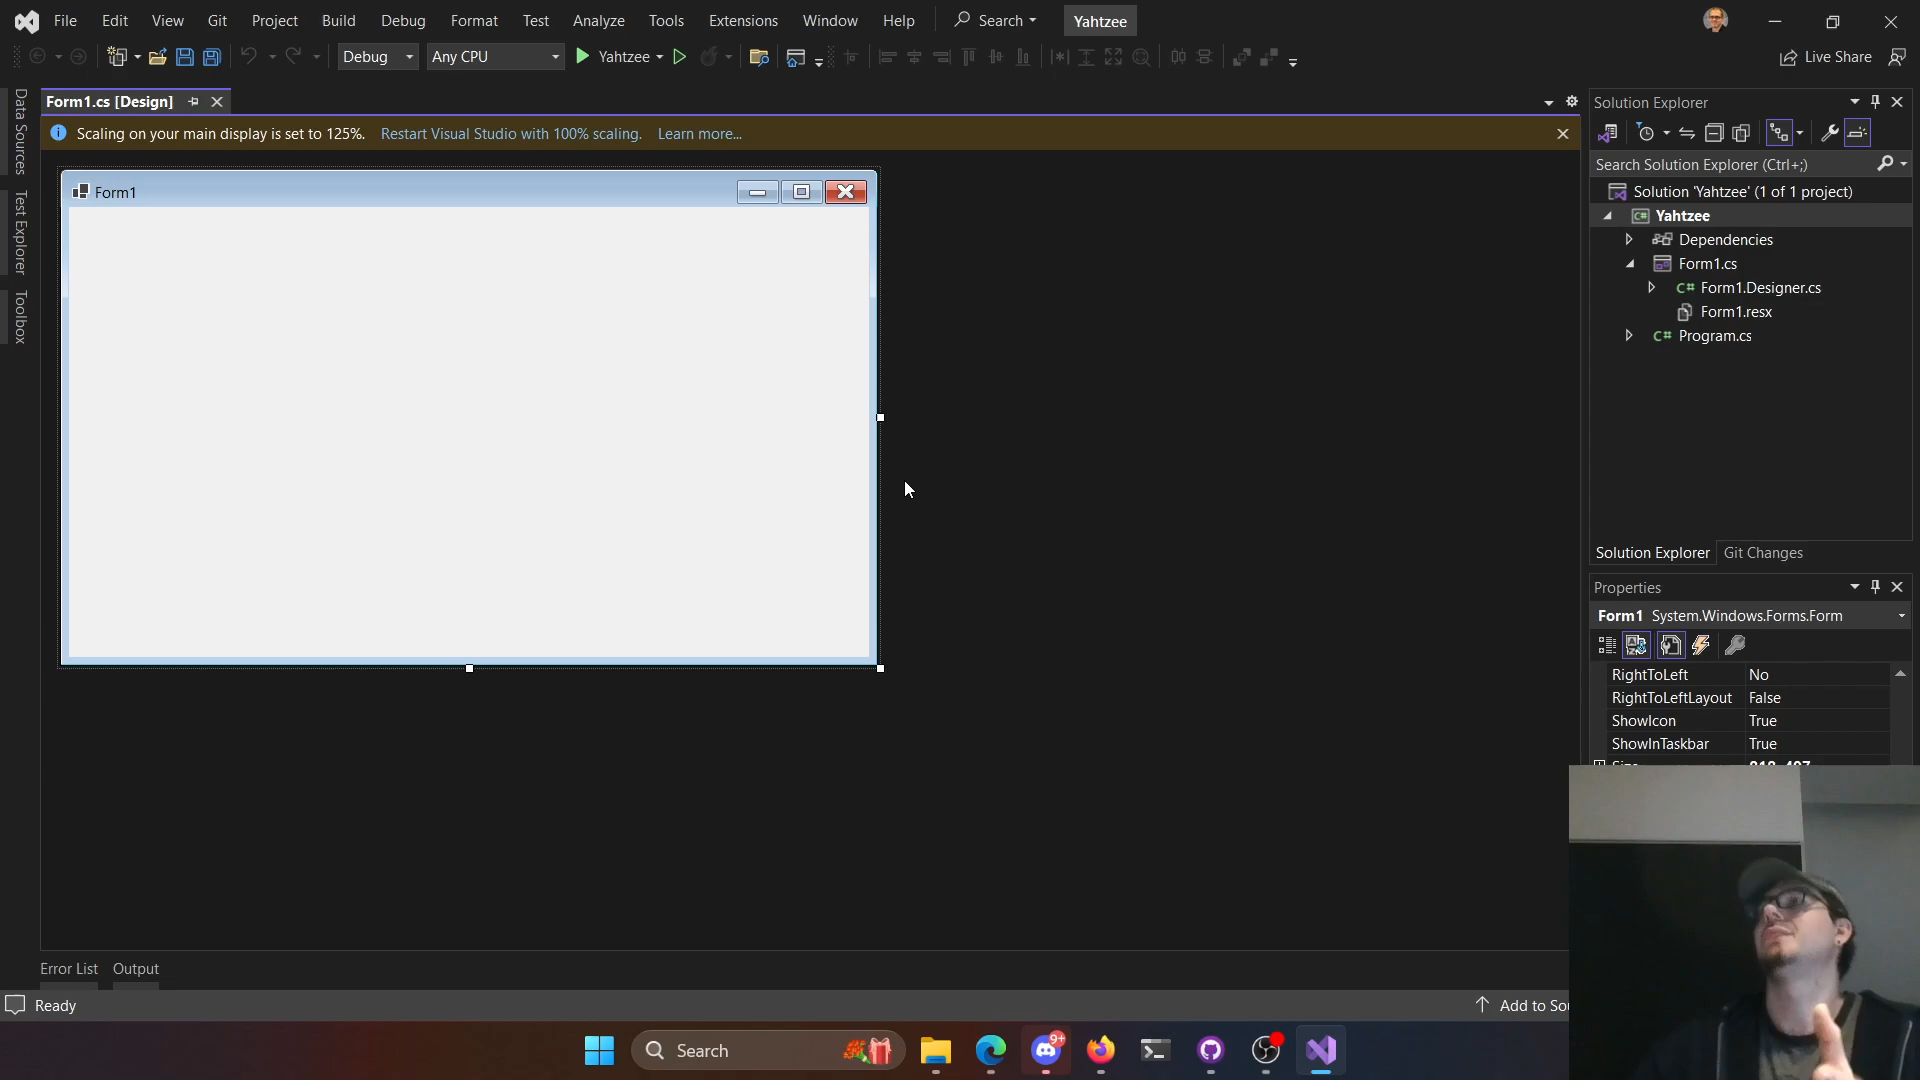 File Edit View Git Project Build Debug Format Test Analyze Tools Extensions Window Help Search Yahtzee
Debug Any CPU Yahtzee Live Share
Data Sources
Test Explorer
Toolbox
Form1.cs [Design]
Scaling on your main display is set to 125%. Restart Visual Studio with 100% scaling. Learn more...
Form1
Solution Explorer
Search Solution Explorer (Ctrl+;)
Solution 'Yahtzee' (1 of 1 project)
Yahtzee
Dependencies
Form1.cs
Form1.Designer.cs
Form1.resx
Program.cs
Solution Explorer Git Changes
Properties
Form1 System.Windows.Forms.Form
RightToLeft No
RightToLeftLayout False
ShowIcon True
ShowInTaskbar True
Error List Output
Ready Add to
Search
9+